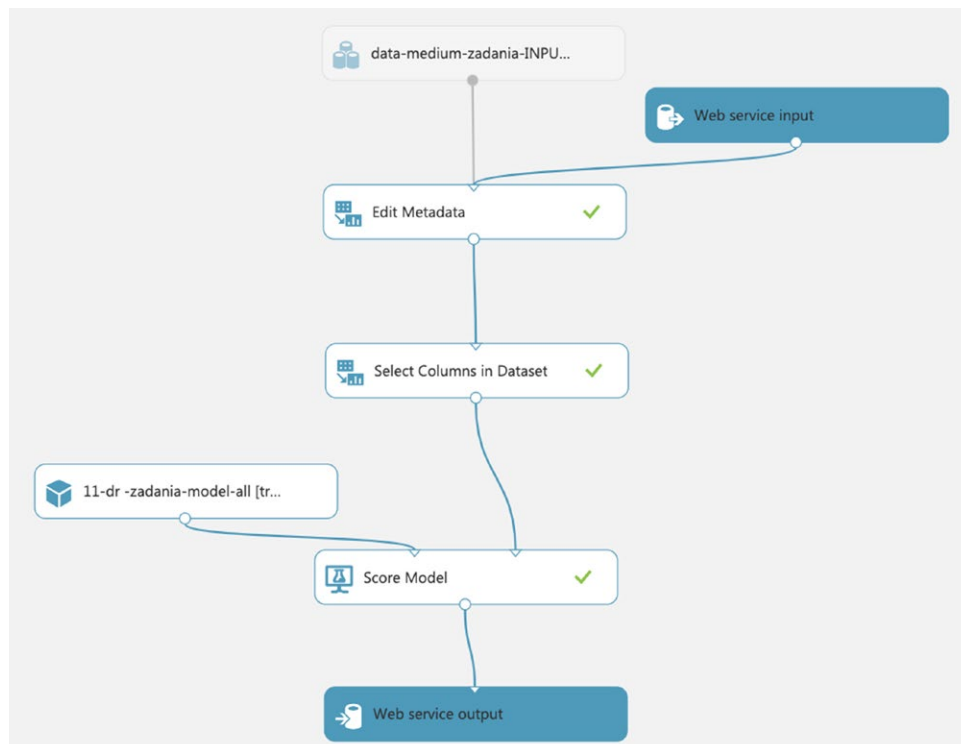 data-medium-zadania-INPU...
Web service input
Edit Metadata
Select Columns in Dataset
11-dr -zadania-model-all [tr...
Score Model
Web service output